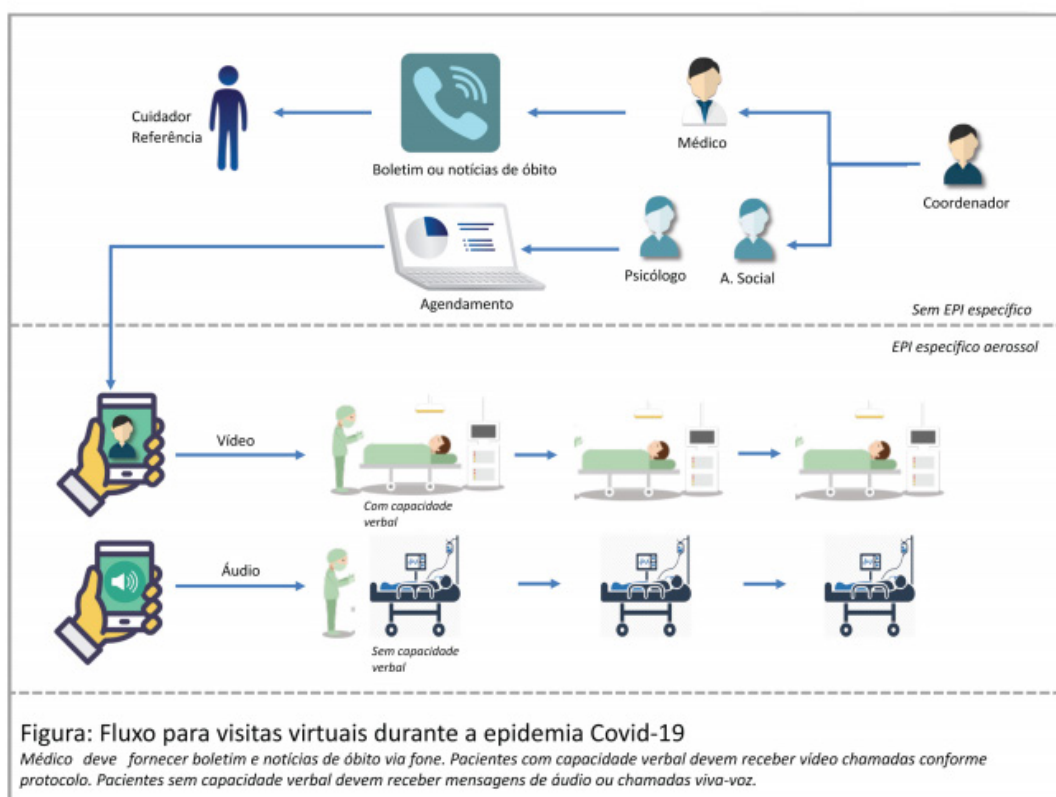 Cuidador
Referência
Boletim ou notícias de óbito
Médico
Coordenador
Agendamento
Psicólogo
A. Social
Sem EPI específico
EPI específico aerossol
Vídeo
Com capacidade
verbal
Áudio
Sem capacidade
verbal
Figura: Fluxo para visitas virtuais durante a epidemia Covid-19
Médico deve fornecer boletim e notícias de óbito via fone. Pacientes com capacidade verbal devem receber vídeo chamadas conforme
protocolo. Pacientes sem capacidade verbal devem receber mensagens de áudio ou chamadas viva-voz.